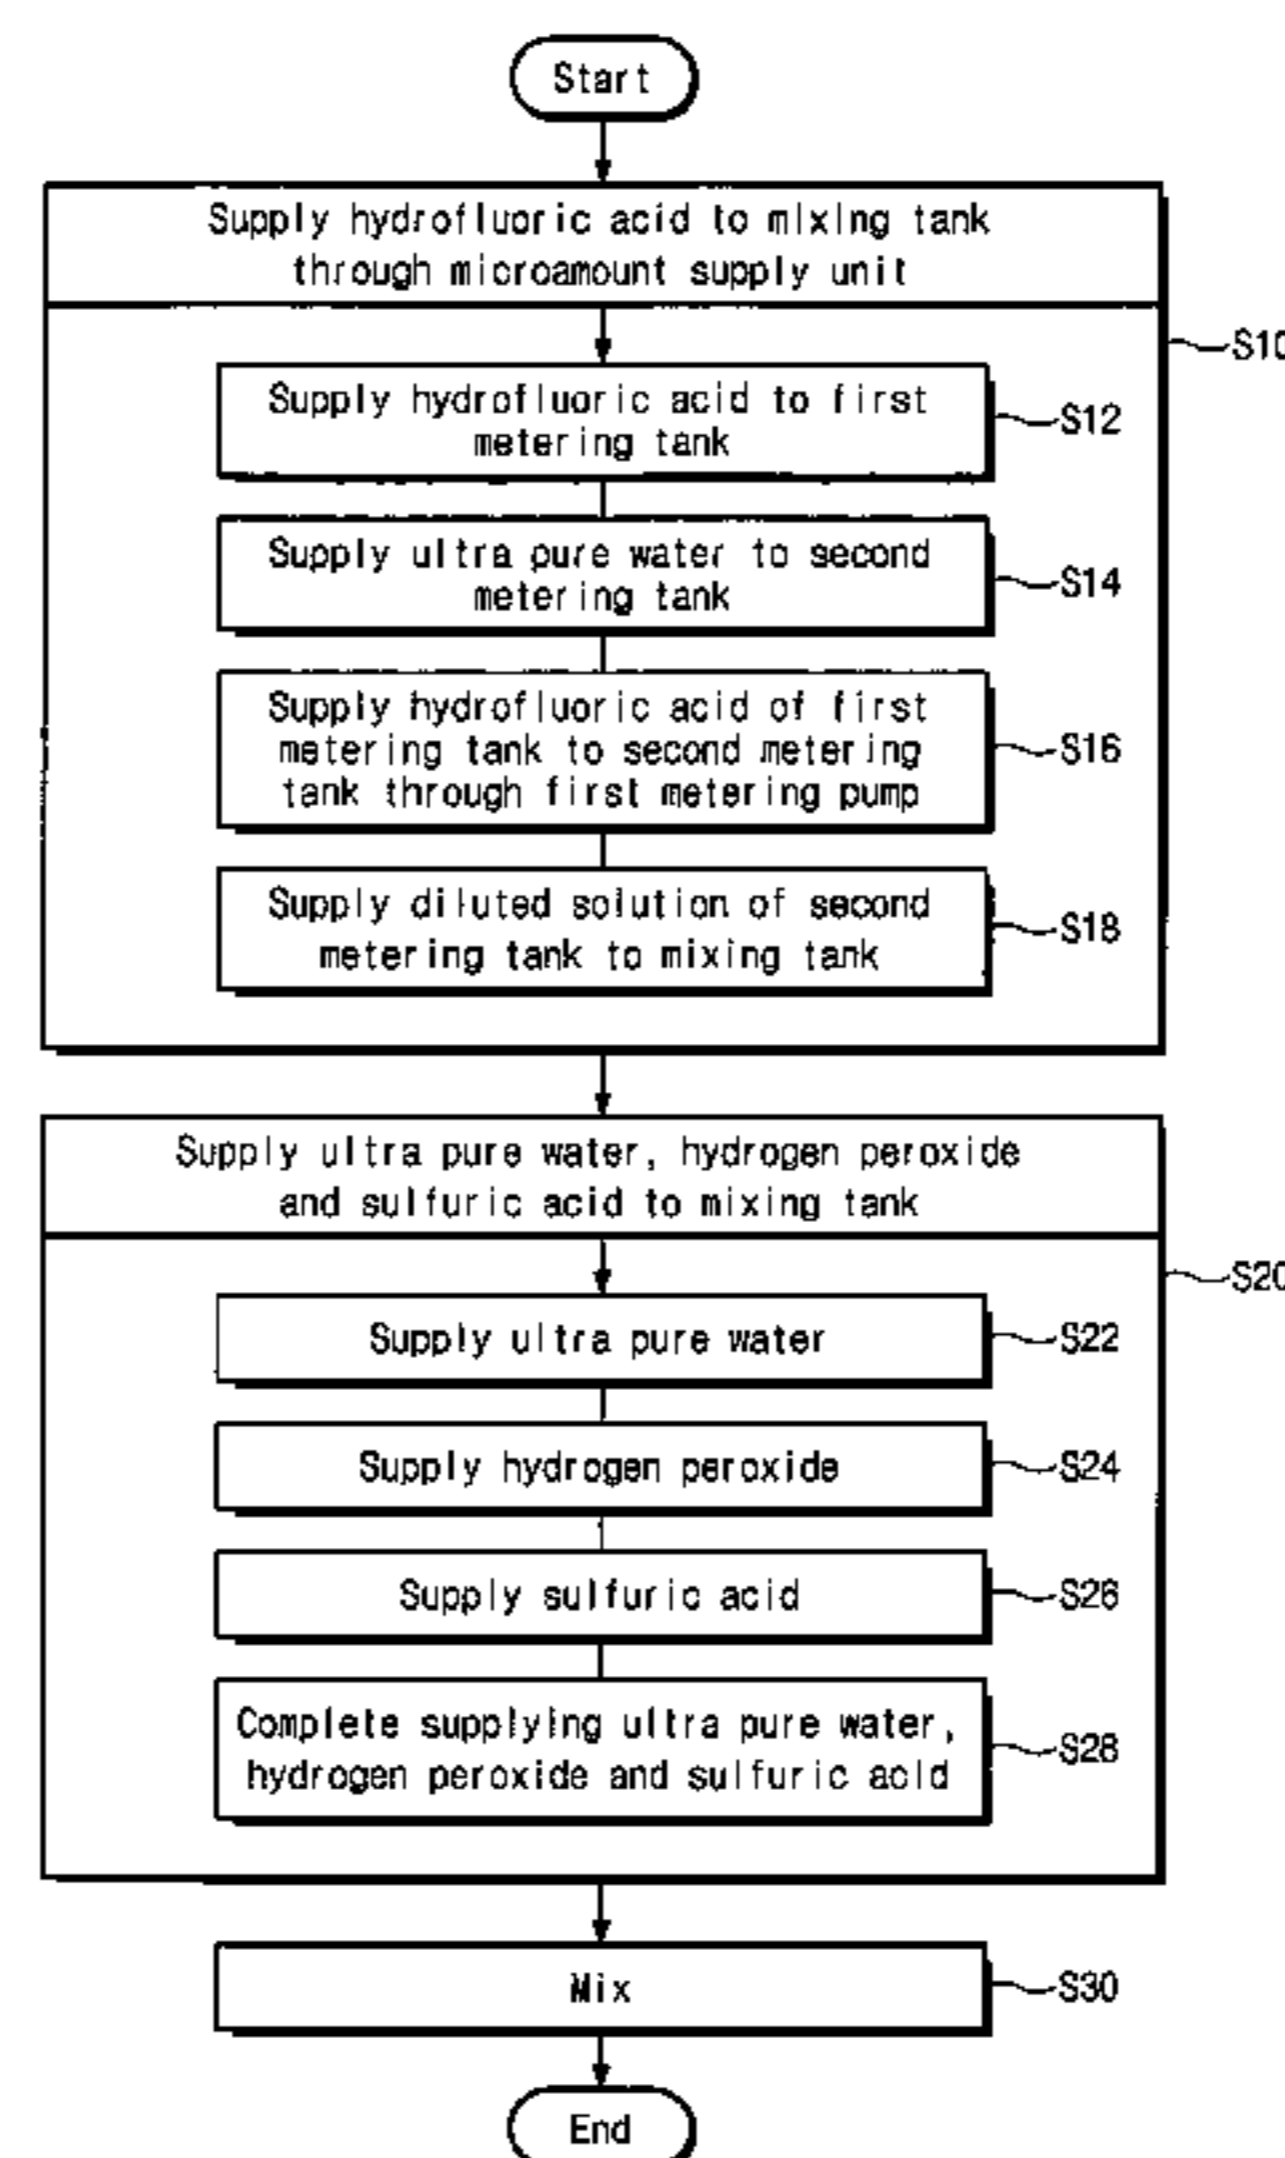 Start
Supply hydrofluoric acid to mixing tank
through microamount supply unit
S10
Supply hydrofluoric acid to first
metering tank
S12
Supply ultra pure water to second
metering tank
S14
Supply hydrofluoric acid of first
metering tank to second metering
tank through first metering pump
S16
Supply diluted solution of second
metering tank to mixing tank
S18
Supply ultra pure water, hydrogen peroxide
and sulfuric acid to mixing tank
S20
Supply ultra pure water
S22
Supply hydrogen peroxide
S24
Supply sulfuric acid
S26
Complete supplying ultra pure water,
hydrogen peroxide and sulfuric acid
S28
Mix
S30
End